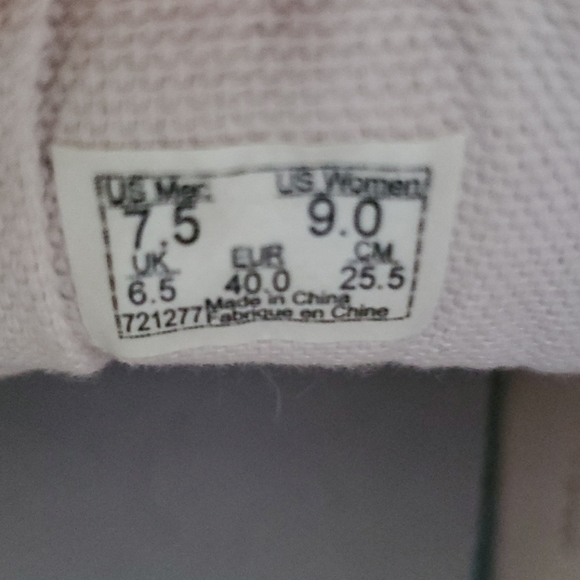 US Men US Women
7.5 9.0
UK EUR CM
6.5 40.0 25.5
Made in China
721277 Fabrique en Chine